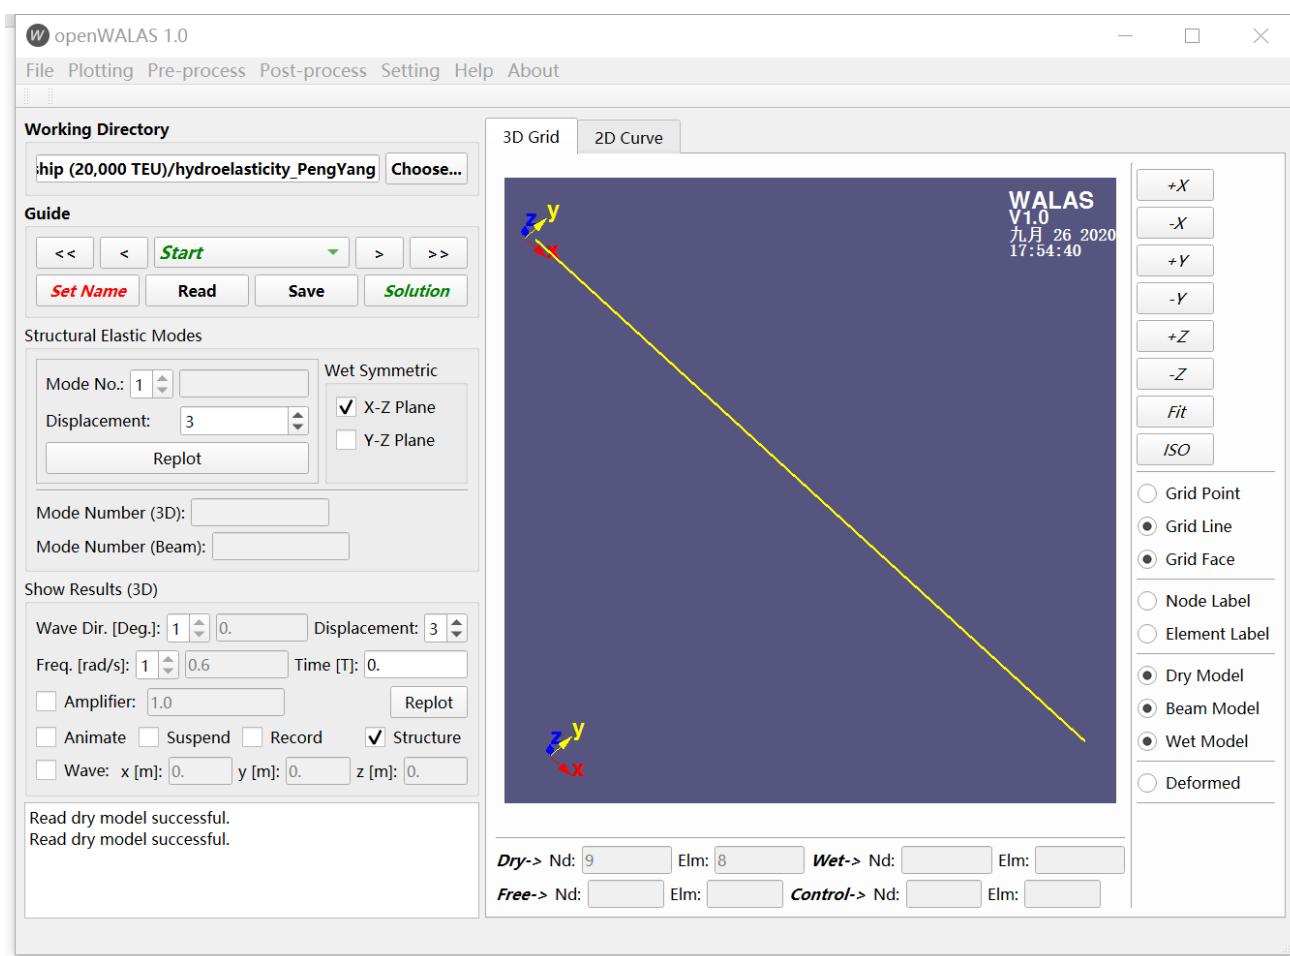 openWALAS 1.0
File Plotting Pre-process Post-process Setting Help About
Working Directory
ship (20,000 TEU)/hydroelasticity_PengYang Choose...
Guide
<< < Start > >>
Set Name Read Save Solution
Structural Elastic Modes
Mode No.: 1
Displacement: 3
Replot
Wet Symmetric
X-Z Plane
Y-Z Plane
Mode Number (3D):
Mode Number (Beam):
Show Results (3D)
Wave Dir. [Deg.]: 1 0. Displacement: 3
Freq. [rad/s]: 1 0.6 Time [T]: 0.
Amplifier: 1.0 Replot
Animate Suspend Record Structure
Wave: x [m]: 0. y [m]: 0. z [m]: 0.
Read dry model successful.
Read dry model successful.
3D Grid 2D Curve
z y
x
WALAS
V1.0
九月 26 2020
17:54:40
z y
x
+X
-X
+Y
-Y
+Z
-Z
Fit
ISO
Grid Point
Grid Line
Grid Face
Node Label
Element Label
Dry Model
Beam Model
Wet Model
Deformed
Dry-> Nd: 9 Elm: 8 Wet-> Nd: Elm:
Free-> Nd: Elm: Control-> Nd: Elm: